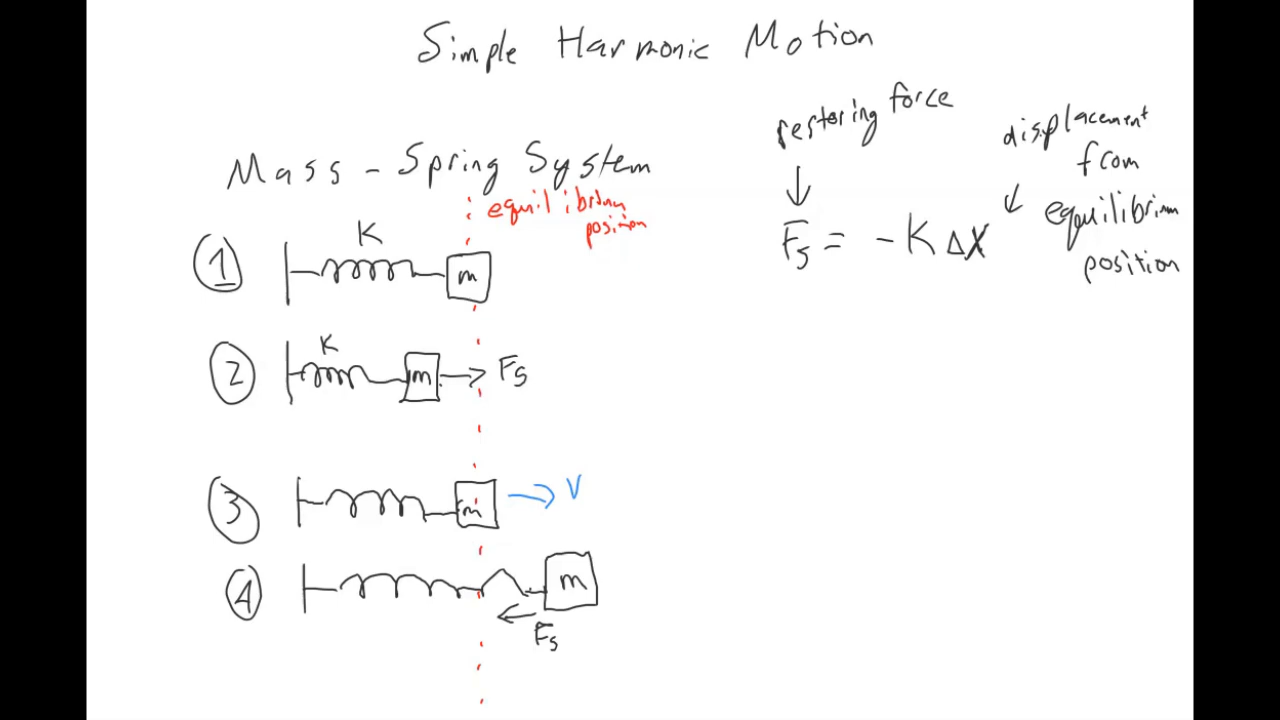 Simple Harmonic Motion
restoring force
displacement
from
equilibrium
position
Fs = - K Δx
Mass - Spring System
equilibrium
position
1 K m
2 K m Fs
3 m V
4 m
Fs